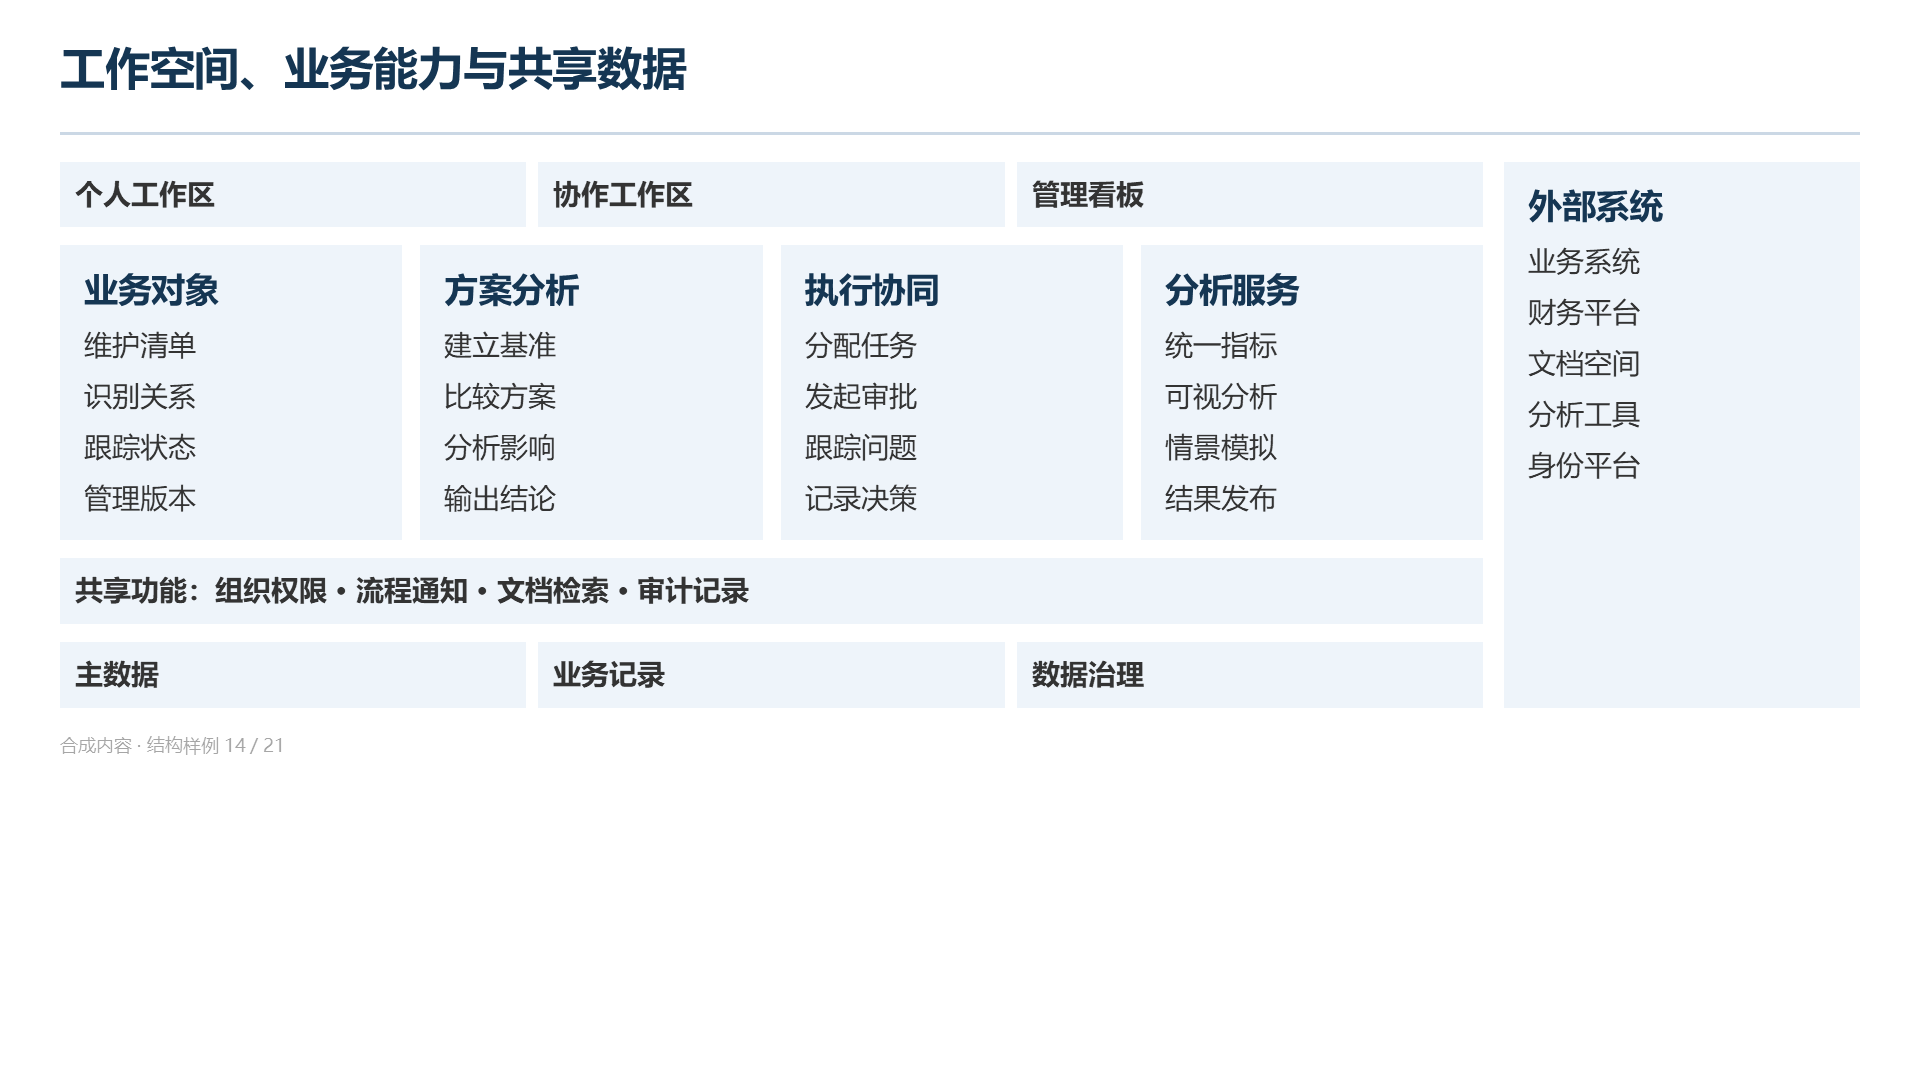 工作空间、业务能力与共享数据
个人工作区
协作工作区
管理看板
业务对象
维护清单
识别关系
跟踪状态
管理版本
方案分析
建立基准
比较方案
分析影响
输出结论
执行协同
分配任务
发起审批
跟踪问题
记录决策
分析服务
统一指标
可视分析
情景模拟
结果发布
共享功能：组织权限 • 流程通知 • 文档检索 • 审计记录
主数据
业务记录
数据治理
外部系统
业务系统
财务平台
文档空间
分析工具
身份平台
合成内容 · 结构样例 14 / 21